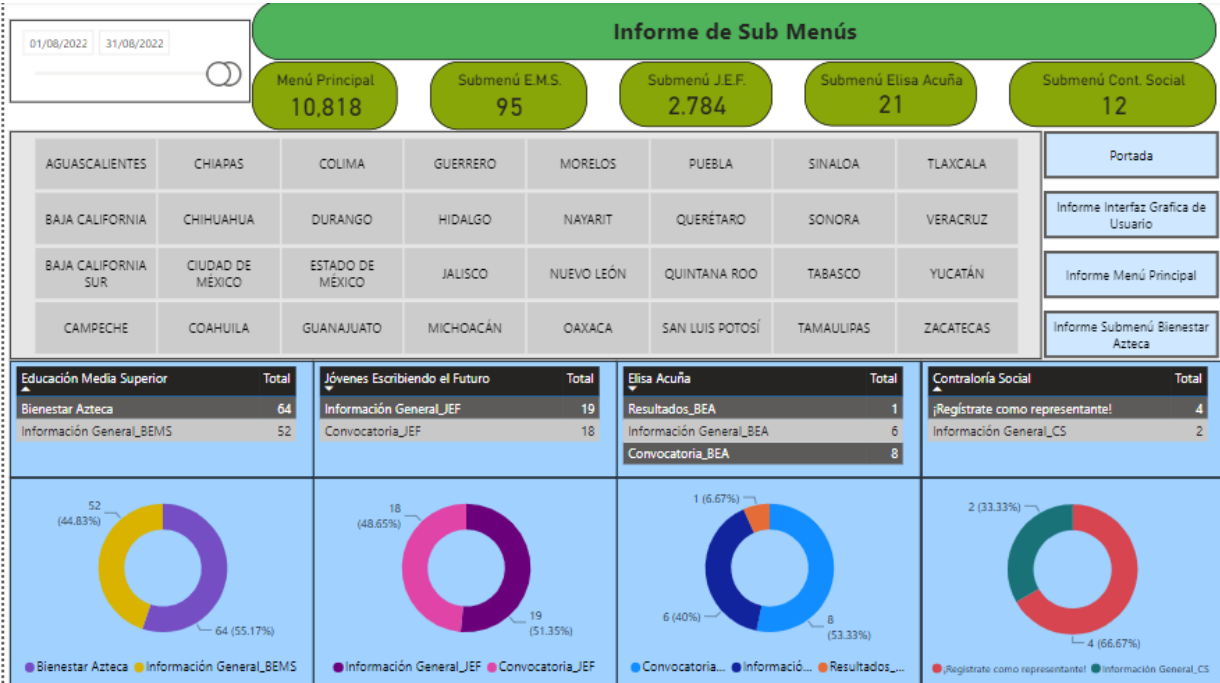 01/08/2022 31/08/2022
Informe de Sub Menús
Menú Principal
10,818
Submenú E.M.S.
95
Submenú J.E.F.
2.784
Submenú Elisa Acuña
21
Submenú Cont. Social
12
AGUASCALIENTES CHIAPAS COLIMA GUERRERO MORELOS PUEBLA SINALOA TLAXCALA
BAJA CALIFORNIA CHIHUAHUA DURANGO HIDALGO NAYARIT QUERÉTARO SONORA VERACRUZ
BAJA CALIFORNIA SUR CIUDAD DE MÉXICO ESTADO DE MÉXICO JALISCO NUEVO LEÓN QUINTANA ROO TABASCO YUCATÁN
CAMPECHE COAHUILA GUANAJUATO MICHOACÁN OAXACA SAN LUIS POTOSÍ TAMAULIPAS ZACATECAS
Portada
Informe Interfaz Grafica de
Usuario
Informe Menú Principal
Informe Submenú Bienestar
Azteca
Educación Media Superior Total
Bienestar Azteca 64
Información General_BEMS 52
Jóvenes Escribiendo el Futuro Total
Información General_JEF 19
Convocatoria_JEF 18
Elisa Acuña Total
Resultados_BEA 1
Información General_BEA 6
Convocatoria_BEA 8
Contraloría Social Total
¡Regístrate como representante! 4
Información General_CS 2
52
(44.83%)
64 (55.17%)
Bienestar Azteca Información General_BEMS
18
(48.65%)
19
(51.35%)
Información General_JEF Convocatoria_JEF
1 (6.67%)
6 (40%)
8
(53.33%)
Convocatoria... Informació... Resultados_...
2 (33.33%)
4 (66.67%)
¡Regístrate como representante! Información General_CS